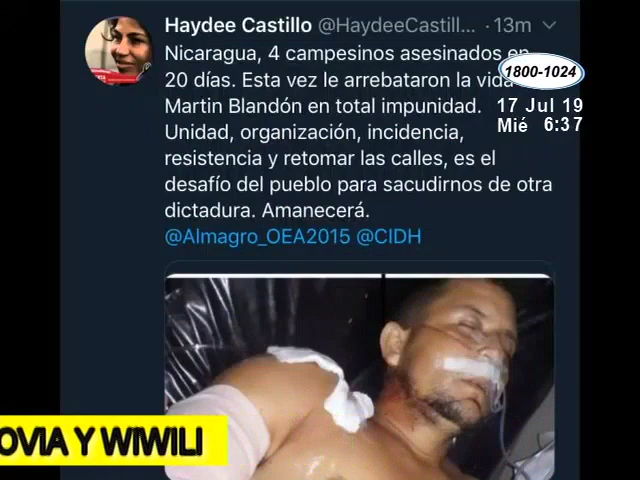 Haydee Castillo @HaydeeCastill... · 13m
Nicaragua, 4 campesinos asesinados en
20 días. Esta vez le arrebataron la vida
Martin Blandón en total impunidad.
Unidad, organización, incidencia,
resistencia y retomar las calles, es el
desafío del pueblo para sacudirnos de otra
dictadura. Amanecerá.
@Almagro_OEA2015 @CIDH
1800-1024
17 Jul 19
Mié 6:37
OVIA Y WIWILI